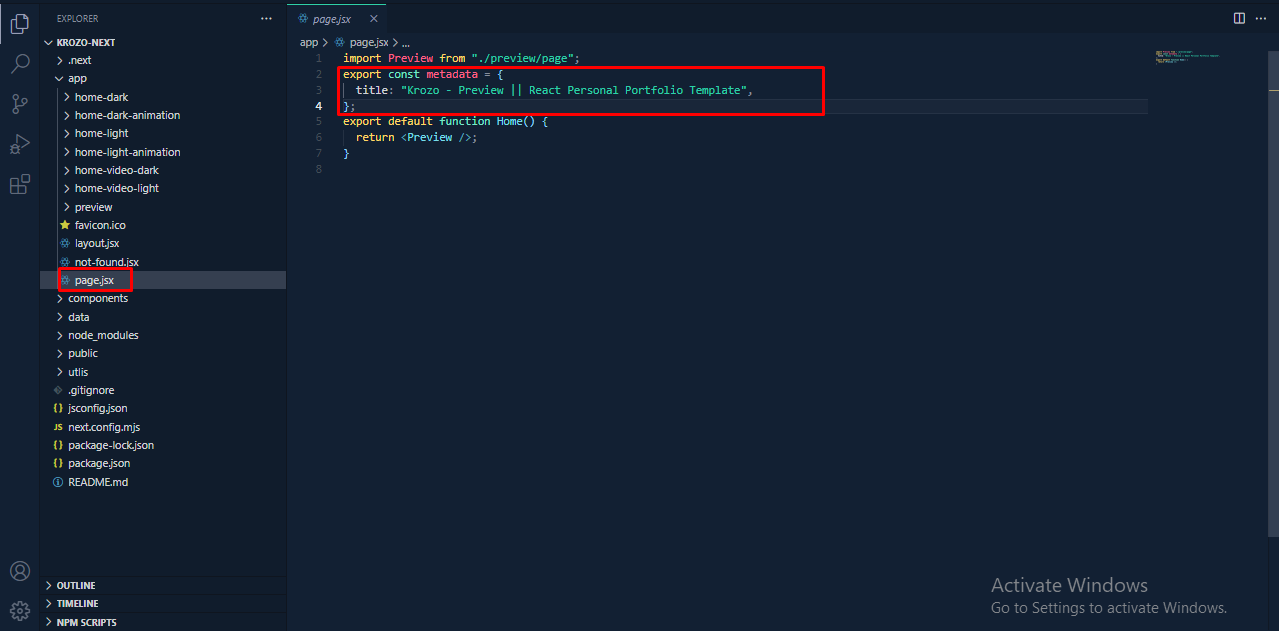 EXPLORER
KROZO-NEXT
.next
app
home-dark
home-dark-animation
home-light
home-light-animation
home-video-dark
home-video-light
preview
favicon.ico
layout.jsx
not-found.jsx
page.jsx
components
data
node_modules
public
utlis
.gitignore
jsconfig.json
JS next.config.mjs
package-lock.json
package.json
README.md
OUTLINE
TIMELINE
NPM SCRIPTS
page.jsx
app > page.jsx > ...
1 import Preview from "./preview/page";
2 export const metadata = {
3 title: "Krozo - Preview || React Personal Portfolio Template",
4 };
5 export default function Home() {
6 return <Preview />;
7 }
8
Activate Windows
Go to Settings to activate Windows.